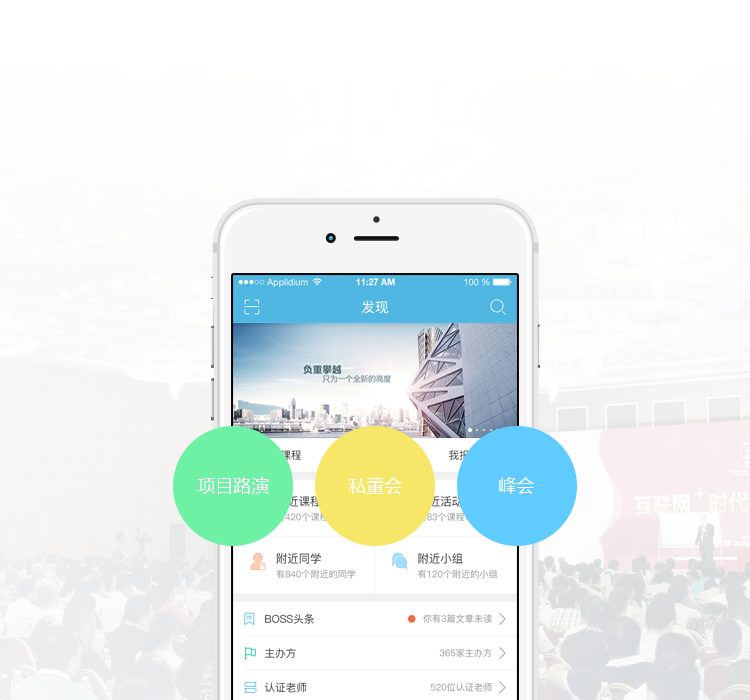 Applidium
11:27 AM
100 %
发现
负重攀越
只为一个全新的高度
课程
我
项目路演
私董会
峰会
近课程
420个课程
近活动
83个课程
附近同学
有840个附近的同学
附近小组
有120个附近的小组
BOSS头条
你有3篇文章未读
主办方
365家主办方
认证老师
520位认证老师
互联网+时代